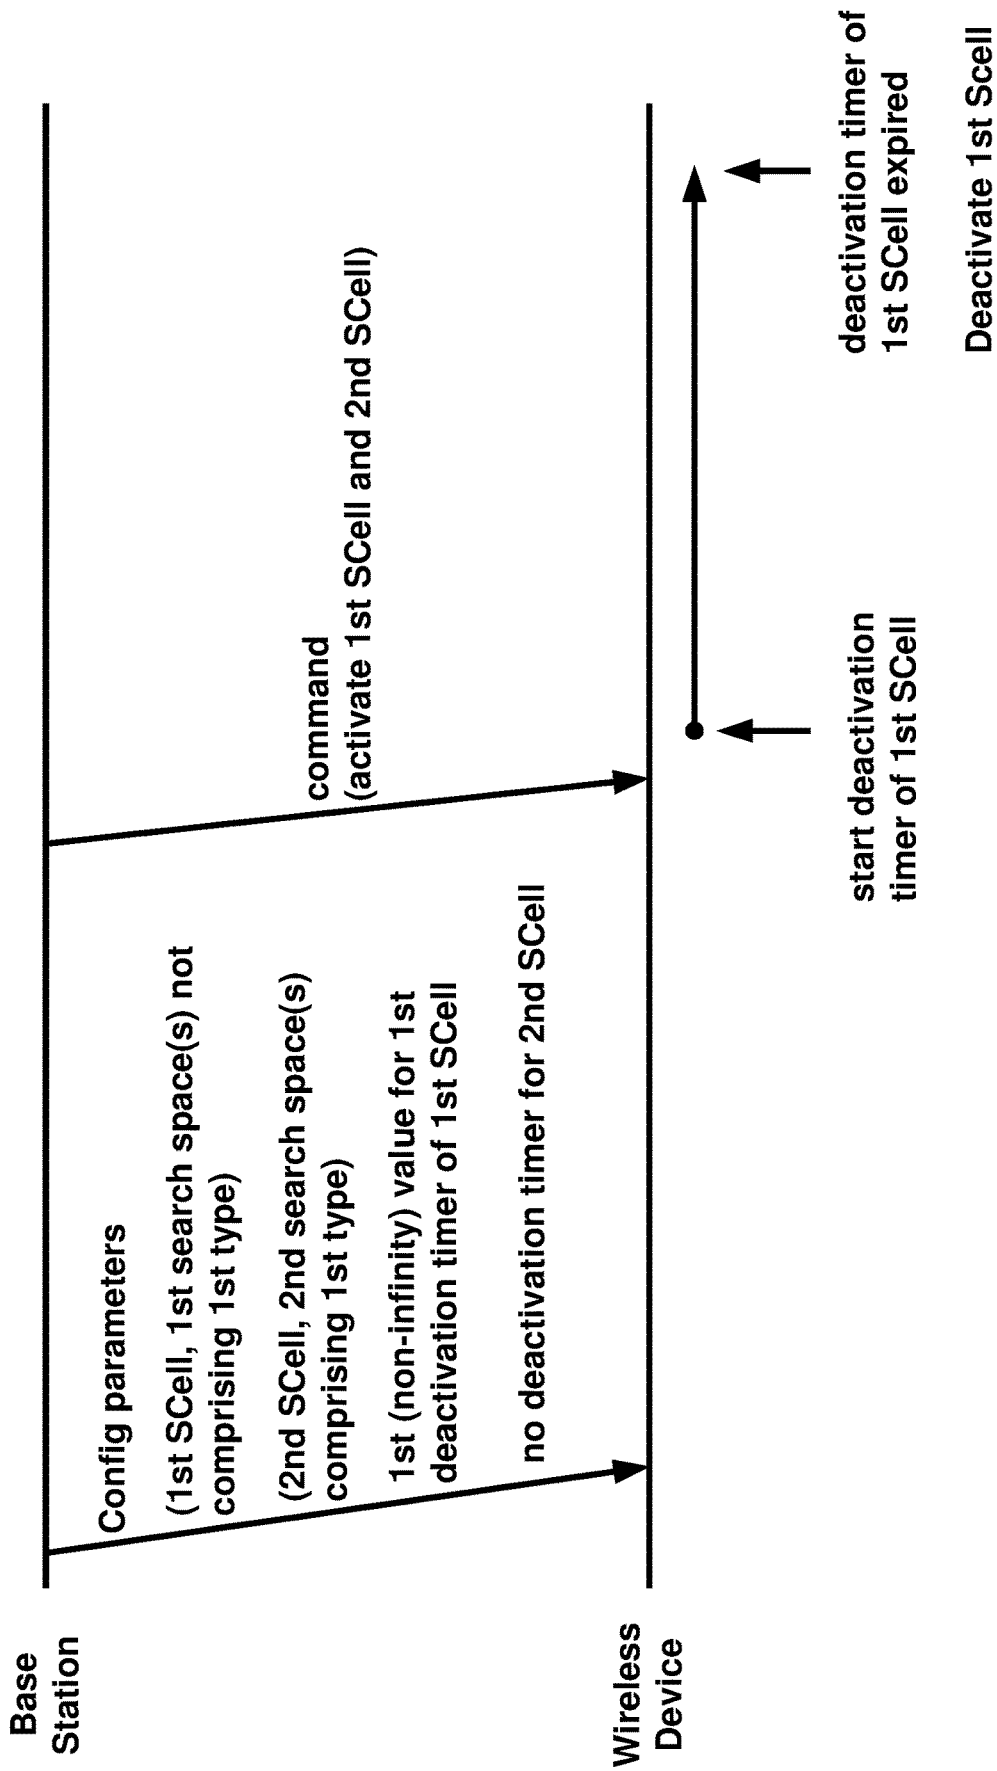 Base
Station
Config parameters
(1st SCell, 1st search space(s) not
comprising 1st type)
(2nd SCell, 2nd search space(s)
comprising 1st type)
1st (non-infinity) value for 1st
deactivation timer of 1st SCell
no deactivation timer for 2nd SCell
command
(activate 1st SCell and 2nd SCell)
Wireless
Device
start deactivation
timer of 1st SCell
deactivation timer of
1st SCell expired
Deactivate 1st Scell